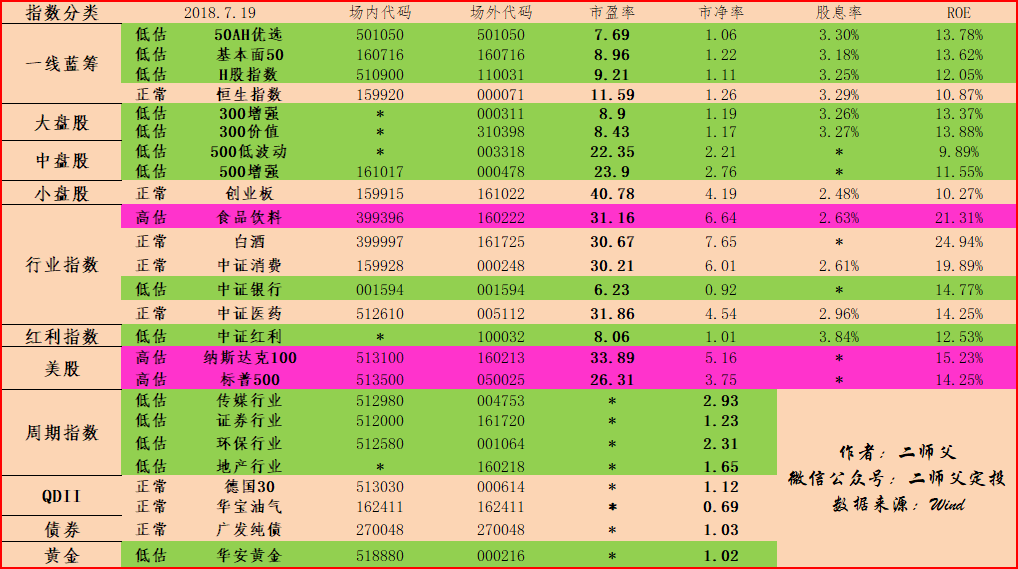 指数分类 2018.7.19 场内代码 场外代码 市盈率 市净率 股息率 ROE
一线蓝筹
低估 50AH优选 501050 501050 7.69 1.06 3.30% 13.78%
低估 基本面50 160716 160716 8.96 1.22 3.18% 13.62%
低估 H股指数 510900 110031 9.21 1.11 3.25% 12.05%
正常 恒生指数 159920 000071 11.59 1.26 3.29% 10.87%
大盘股
低估 300增强 * 000311 8.9 1.19 3.26% 13.37%
低估 300价值 * 310398 8.43 1.17 3.27% 13.88%
中盘股
低估 500低波动 * 003318 22.35 2.21 * 9.89%
低估 500增强 161017 000478 23.9 2.76 * 11.55%
小盘股 正常 创业板 159915 161022 40.78 4.19 2.48% 10.27%
行业指数
高估 食品饮料 399396 160222 31.16 6.64 2.63% 21.31%
正常 白酒 399997 161725 30.67 7.65 * 24.94%
正常 中证消费 159928 000248 30.21 6.01 2.61% 19.89%
低估 中证银行 001594 001594 6.23 0.92 * 14.77%
正常 中证医药 512610 005112 31.86 4.54 2.96% 14.25%
红利指数 低估 中证红利 * 100032 8.06 1.01 3.84% 12.53%
美股
高估 纳斯达克100 513100 160213 33.89 5.16 * 15.23%
高估 标普500 513500 050025 26.31 3.75 * 14.25%
周期指数
低估 传媒行业 512980 004753 * 2.93
低估 证券行业 512000 161720 * 1.23
低估 环保行业 512580 001064 * 2.31
低估 地产行业 * 160218 * 1.65
QDII
正常 德国30 513030 000614 * 1.12
正常 华宝油气 162411 162411 * 0.69
债券 正常 广发纯债 270048 270048 * 1.03
黄金 低估 华安黄金 518880 000216 * 1.02
作者：二师父
微信公众号：二师父定投
数据来源：Wind